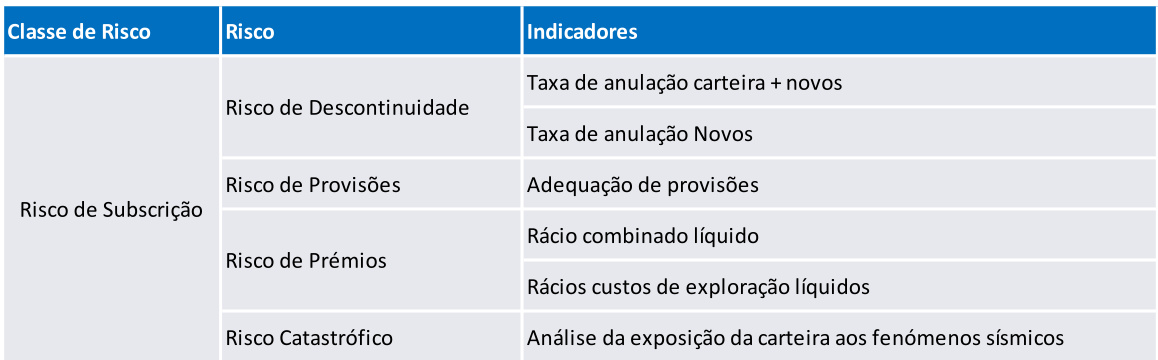 Classe de Risco Risco Indicadores
Risco de Subscrição
Risco de Descontinuidade
Taxa de anulação carteira + novos
Taxa de anulação Novos
Risco de Provisões Adequação de provisões
Risco de Prémios
Rácio combinado líquido
Rácios custos de exploração líquidos
Risco Catastrófico Análise da exposição da carteira aos fenómenos sísmicos